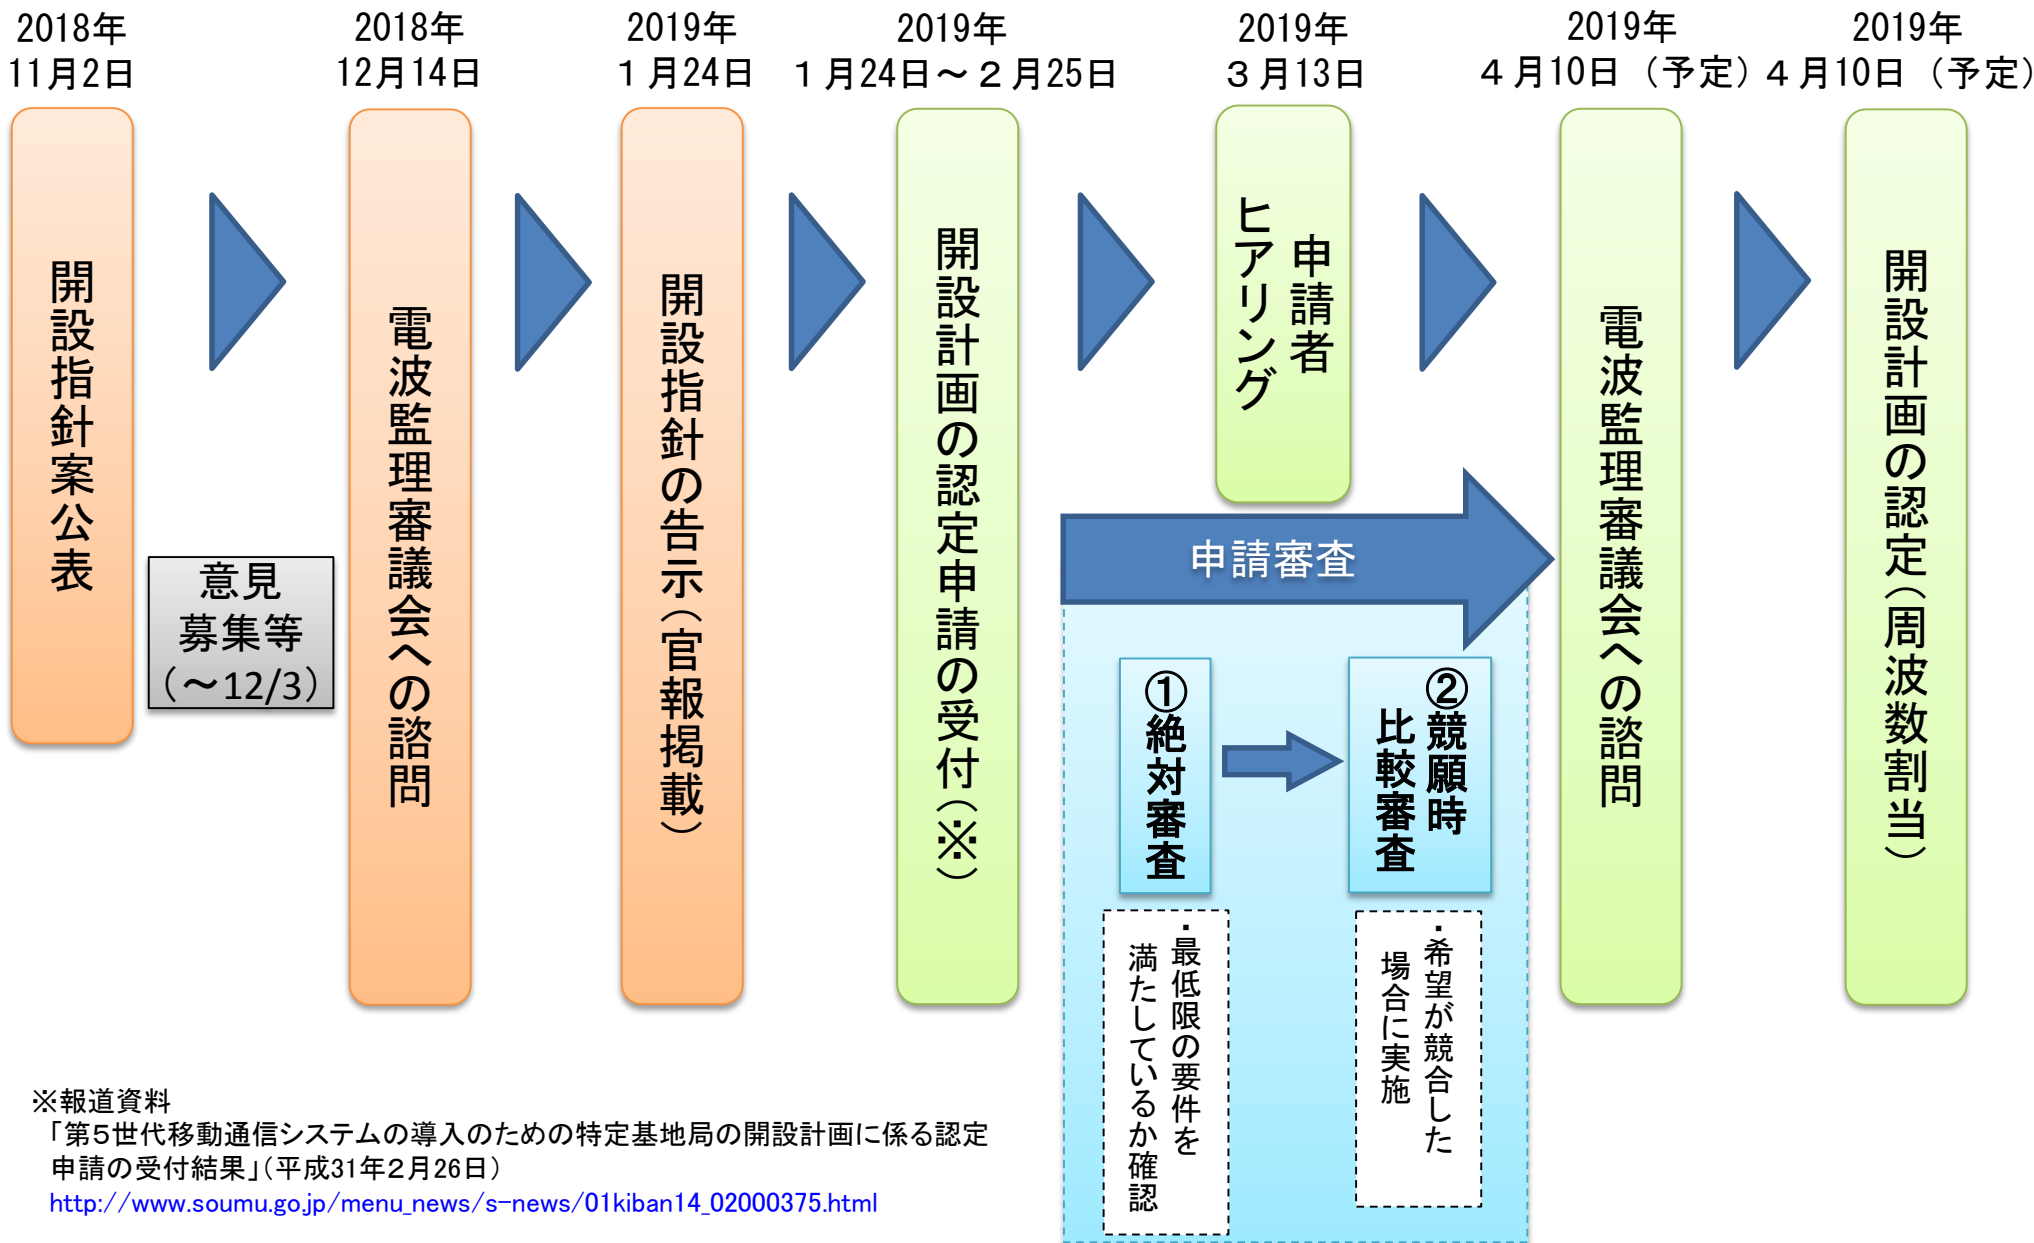 2018年
11月2日
2018年
12月14日
2019年
１月24日
2019年
１月24日～２月25日
2019年
３月13日
2019年
４月10日（予定）
2019年
４月10日（予定）
開設指針案公表
意見
募集等
（～12/3）
電波監理審議会への諮問
開設指針の告示（官報掲載）
開設計画の認定申請の受付（※）
申請者
ヒアリング
申請審査
①絶対審査
②競願時
比較審査
・最低限の要件を
満たしているか確認
・希望が競合した
場合に実施
電波監理審議会への諮問
開設計画の認定（周波数割当）
※報道資料
「第5世代移動通信システムの導入のための特定基地局の開設計画に係る認定
申請の受付結果」（平成31年２月26日）
http://www.soumu.go.jp/menu_news/s-news/01kiban14_02000375.html